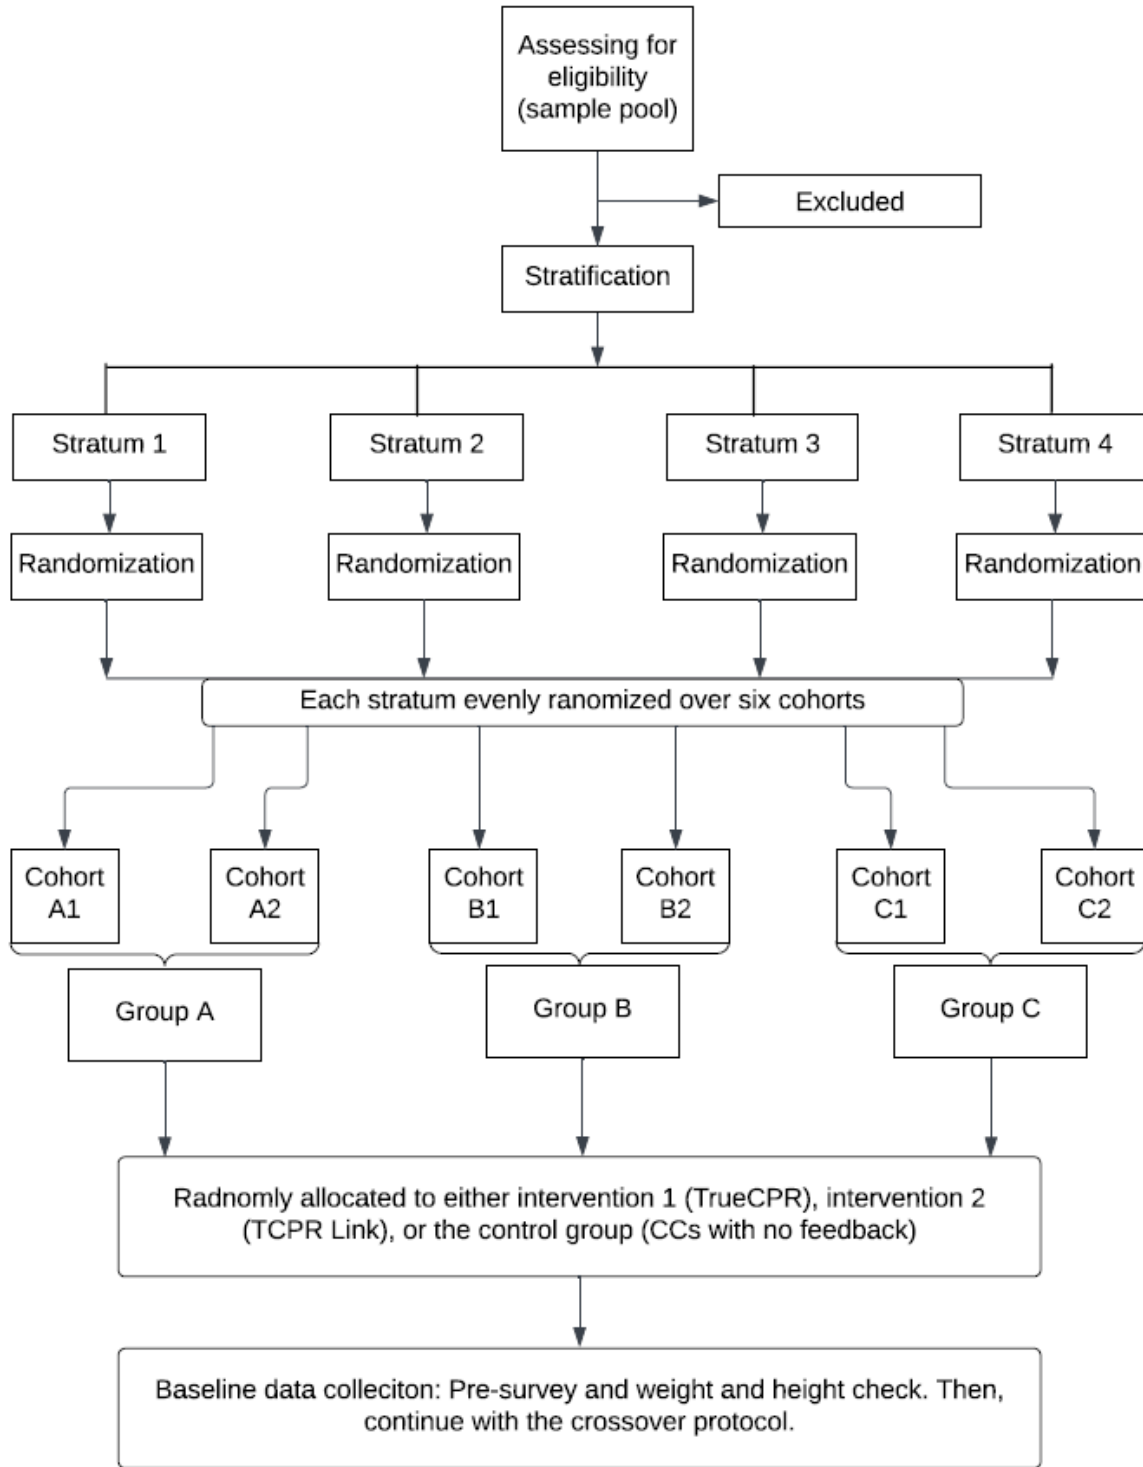 Assessing for
eligibility
(sample pool)
Excluded
Stratification
Stratum 1
Stratum 2
Stratum 3
Stratum 4
Randomization
Randomization
Randomization
Randomization
Each stratum evenly ranomized over six cohorts
Cohort
A1
Cohort
A2
Cohort
B1
Cohort
B2
Cohort
C1
Cohort
C2
Group A
Group B
Group C
Radnomly allocated to either intervention 1 (TrueCPR), intervention 2
(TCPR Link), or the control group (CCs with no feedback)
Baseline data colleciton: Pre-survey and weight and height check. Then,
continue with the crossover protocol.